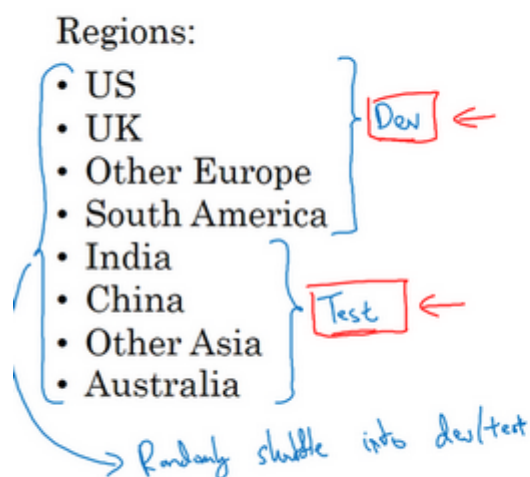 Regions:
• US
• UK
• Other Europe
• South America
• India
• China
• Other Asia
• Australia
Dev
Test
Randomly shuffle into dev/test